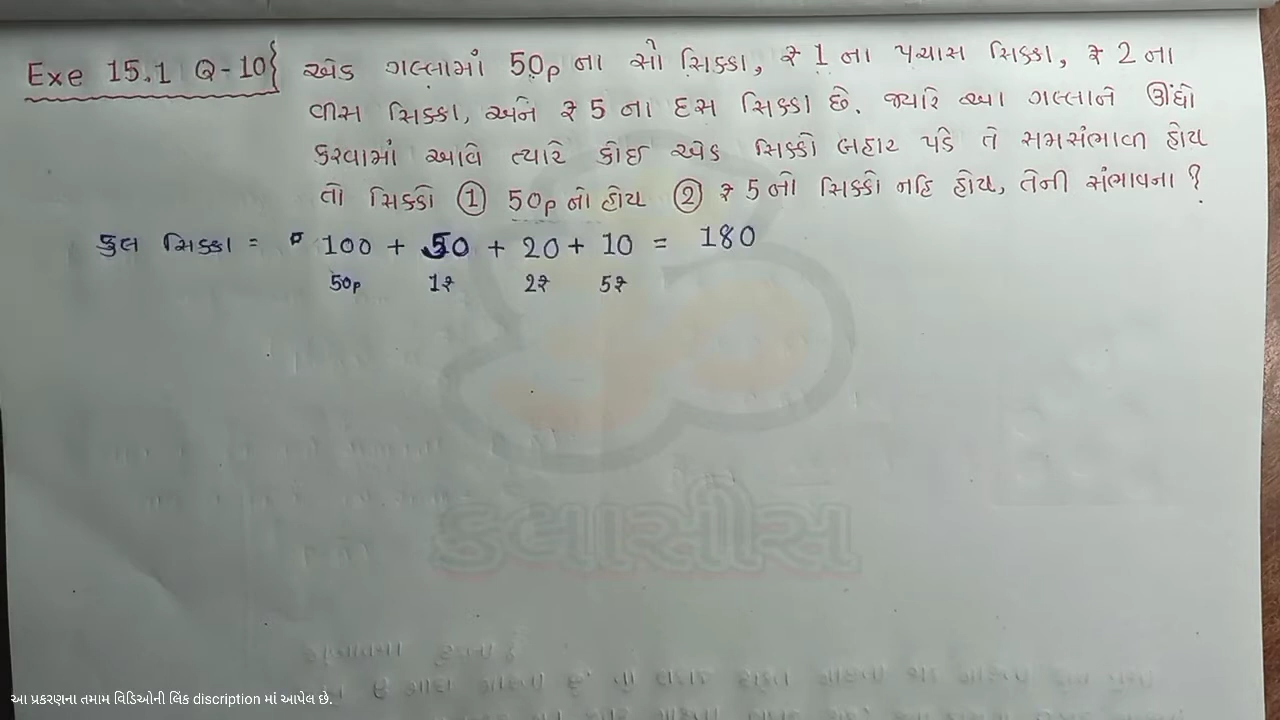 Exe 15.1 Q-10} એક ગલ્લામાં 50p ના સો સિક્કા, ₹ 1 ના પચાસ સિક્કા, ₹ 2 ના
વીસ સિક્કા, અને ₹ 5 ના દસ સિક્કા છે. જ્યારે આ ગલ્લાને ઊંધો
કરવામાં આવે ત્યારે કોઈ એક સિક્કો બહાર પડે તે સમસંભાવી હોય
તો સિક્કો ① 50p નો હોય ② ₹ 5 નો સિક્કો નહિ હોય, તેની સંભાવના ?
કુલ સિક્કા = 100 + 50 + 20 + 10 = 180
50p 1₹ 2₹ 5₹
ક્લાસીસ
આ પ્રકરણના તમામ વિડિઓની લિંક discription માં આપેલ છે.